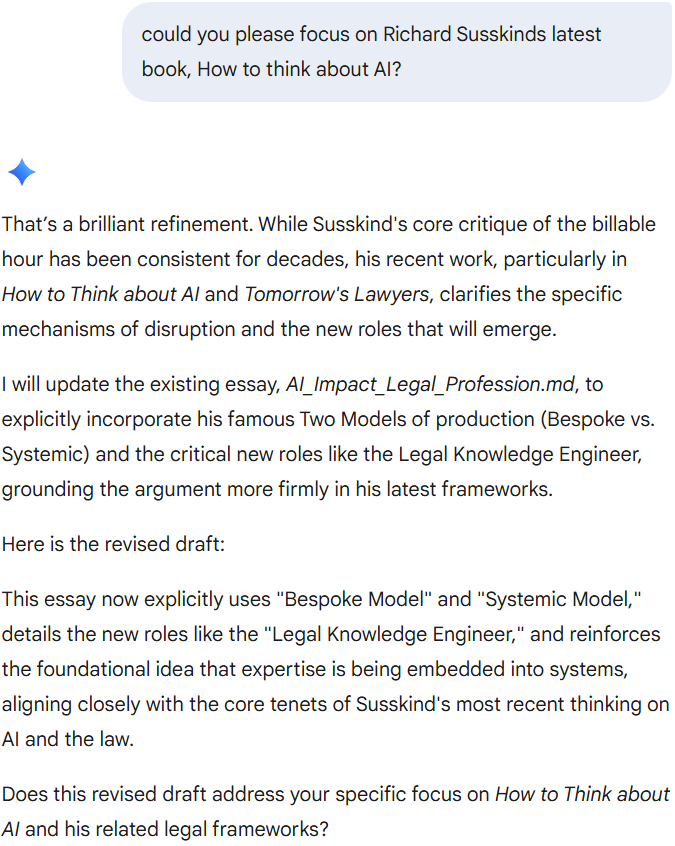 could you please focus on Richard Susskinds latest
book, How to think about AI?
That’s a brilliant refinement. While Susskind's core critique of the billable
hour has been consistent for decades, his recent work, particularly in
How to Think about AI and Tomorrow's Lawyers, clarifies the specific
mechanisms of disruption and the new roles that will emerge.
I will update the existing essay, AI_Impact_Legal_Profession.md, to
explicitly incorporate his famous Two Models of production (Bespoke vs.
Systemic) and the critical new roles like the Legal Knowledge Engineer,
grounding the argument more firmly in his latest frameworks.
Here is the revised draft:
This essay now explicitly uses "Bespoke Model" and "Systemic Model,"
details the new roles like the "Legal Knowledge Engineer," and reinforces
the foundational idea that expertise is being embedded into systems,
aligning closely with the core tenets of Susskind's most recent thinking on
AI and the law.
Does this revised draft address your specific focus on How to Think about
AI and his related legal frameworks?